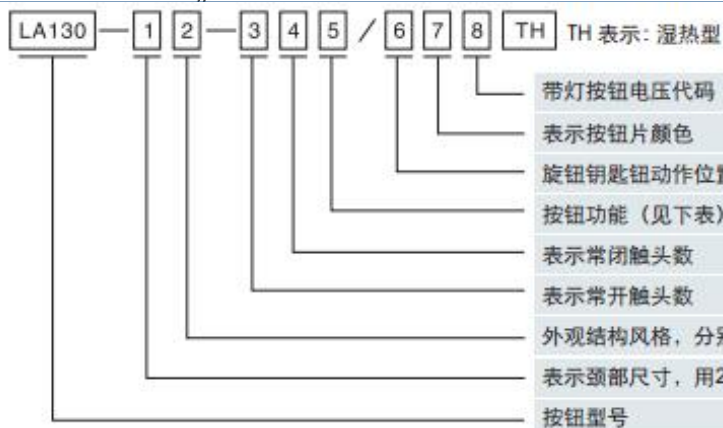 LA130 — 1 2 — 3 4 5 / 6 7 8 TH TH 表示: 湿热型
带灯按钮电压代码
表示按钮片颜色
旋钮钥匙钮动作位置
按钮功能（见下表）
表示常闭触头数
表示常开触头数
外观结构风格，分别
表示颈部尺寸，用2
按钮型号